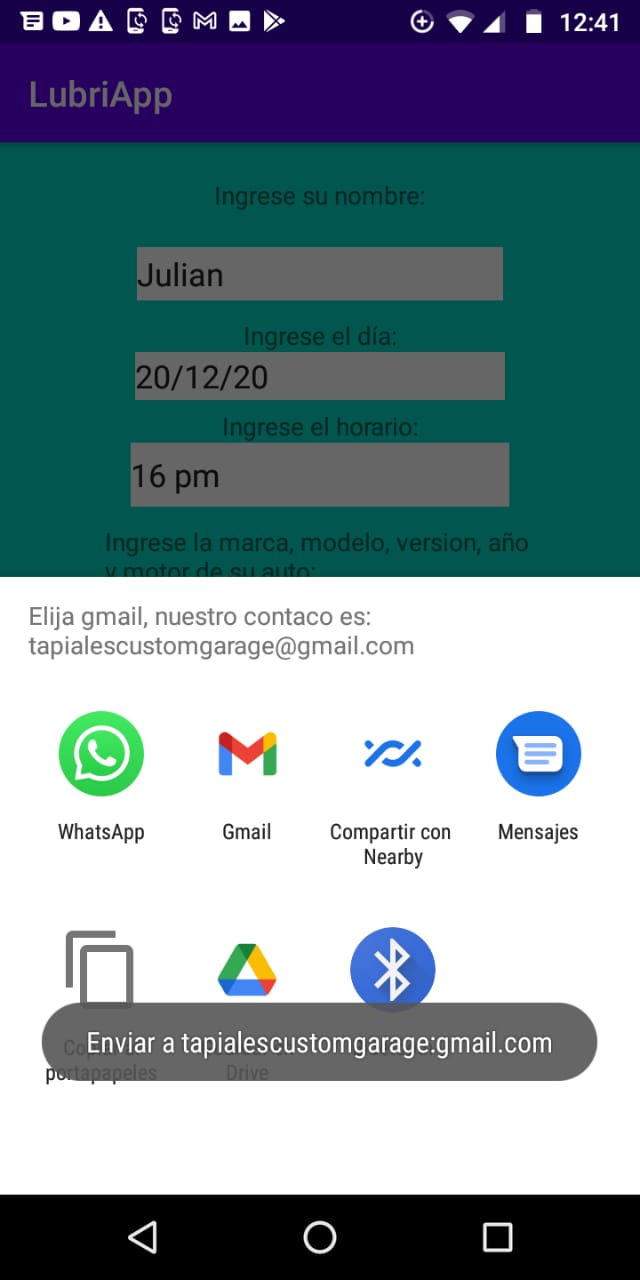 12:41
LubriApp
Ingrese su nombre:
Julian
Ingrese el día:
20/12/20
Ingrese el horario:
16 pm
Ingrese la marca, modelo, version, año
y motor de su auto:
Elija gmail, nuestro contaco es:
tapialescustomgarage@gmail.com
WhatsApp
Gmail
Compartir con
Nearby
Mensajes
Enviar a tapialescustomgarage:gmail.com
portapapeles
Drive